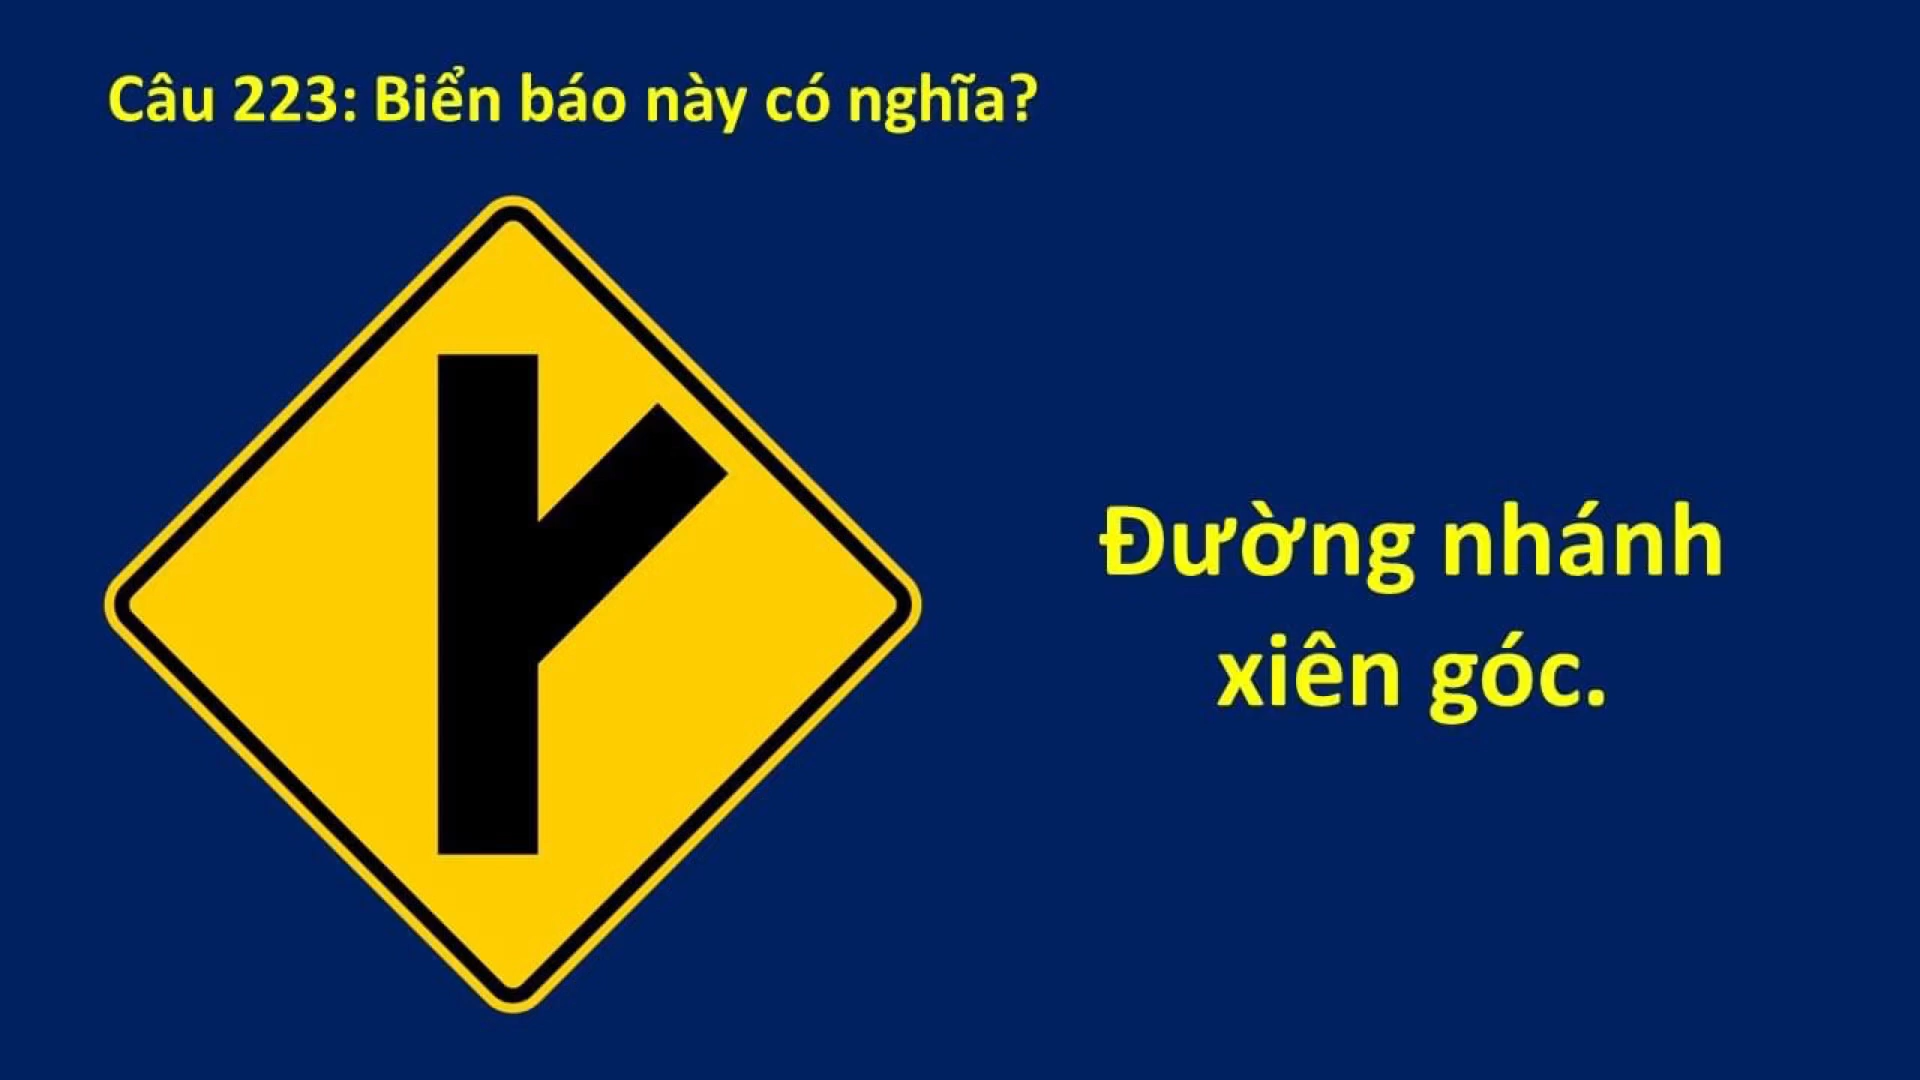 Câu 223: Biển báo này có nghĩa?
Đường nhánh
xiên góc.